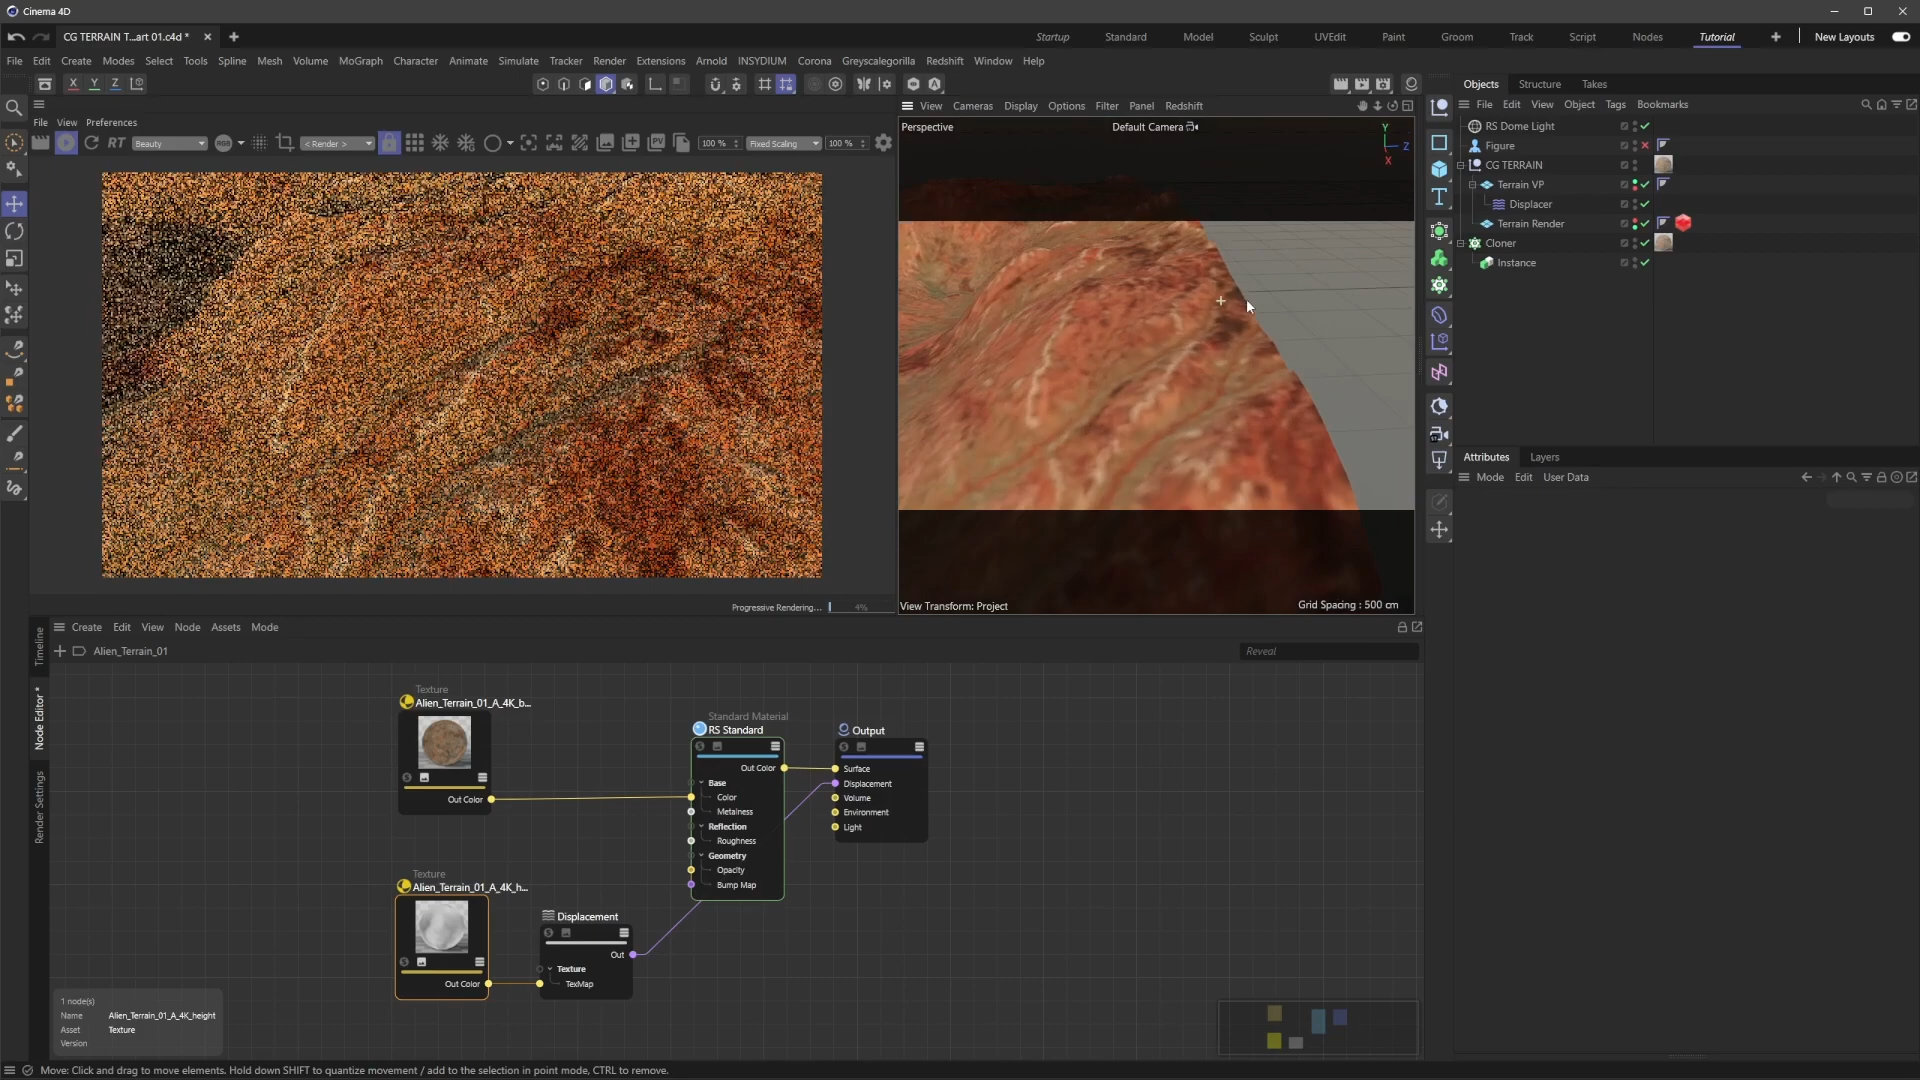 Cinema 4D
CG TERRAIN T...art 01.c4d *
Startup Standard Model Sculpt UVEdit Paint Groom Track Script Nodes Tutorial New Layouts
File Edit Create Modes Select Tools Spline Mesh Volume MoGraph Character Animate Simulate Tracker Render Extensions Arnold INSYDIUM Corona Greyscalegorilla Redshift Window Help
X Y Z
Objects Structure Takes
File Edit View Object Tags Bookmarks
RS Dome Light
Figure
CG TERRAIN
Terrain VP
Displacer
Terrain Render
Cloner
Instance
File View Preferences
RT Beauty RGB < Render > PV 100 % Fixed Scaling 100 %
View Cameras Display Options Filter Panel Redshift
Perspective Default Camera
Y
Z
X
Progressive Rendering... 4%
View Transform: Project Grid Spacing : 500 cm
Attributes Layers
Mode Edit User Data
Timeline
Node Editor *
Render Settings
Create Edit View Node Assets Mode
Alien_Terrain_01 Reveal
Texture
Alien_Terrain_01_A_4K_b...
Out Color
Standard Material
RS Standard
Out Color
Base
Color
Metalness
Reflection
Roughness
Geometry
Opacity
Bump Map
Output
Surface
Displacement
Volume
Environment
Light
Texture
Alien_Terrain_01_A_4K_h...
Out Color
Displacement
Out
Texture
TexMap
1 node(s)
Name Alien_Terrain_01_A_4K_height
Asset Texture
Version
Move: Click and drag to move elements. Hold down SHIFT to quantize movement / add to the selection in point mode, CTRL to remove.